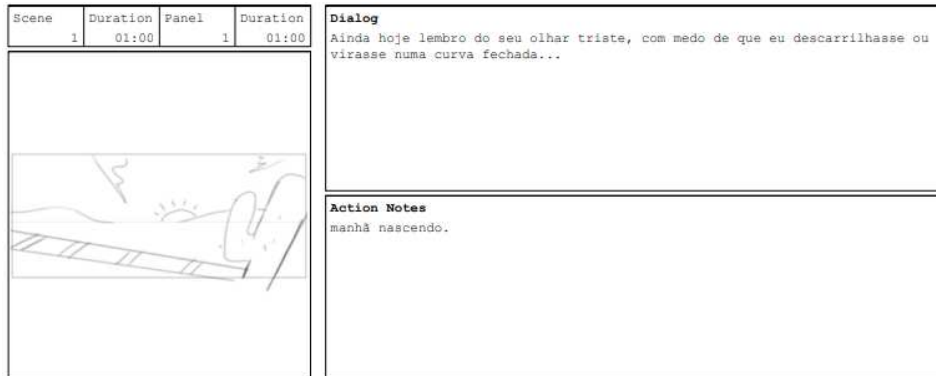 Scene Duration Panel Duration
1 01:00 1 01:00
Dialog
Ainda hoje lembro do seu olhar triste, com medo de que eu descarrilhasse ou
virasse numa curva fechada...
Action Notes
manhã nascendo.